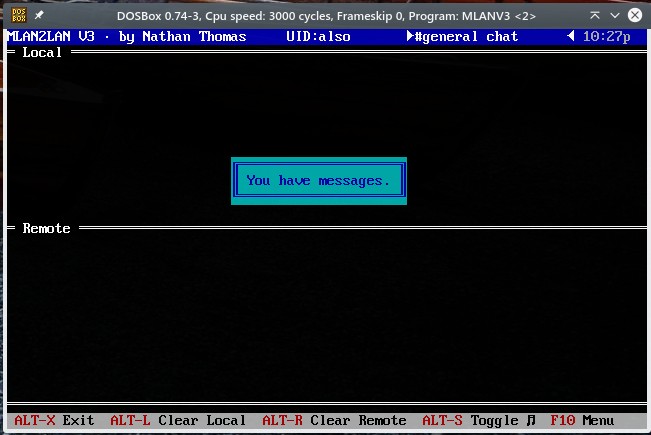 DOS BOX DOSBox 0.74-3, Cpu speed: 3000 cycles, Frameskip 0, Program: MLANV3 <2>
MLAN2LAN V3 · by Nathan Thomas UID:also ►#general chat ◄ 10:27p
Local
You have messages.
Remote
ALT-X Exit ALT-L Clear Local ALT-R Clear Remote ALT-S Toggle ♬ F10 Menu